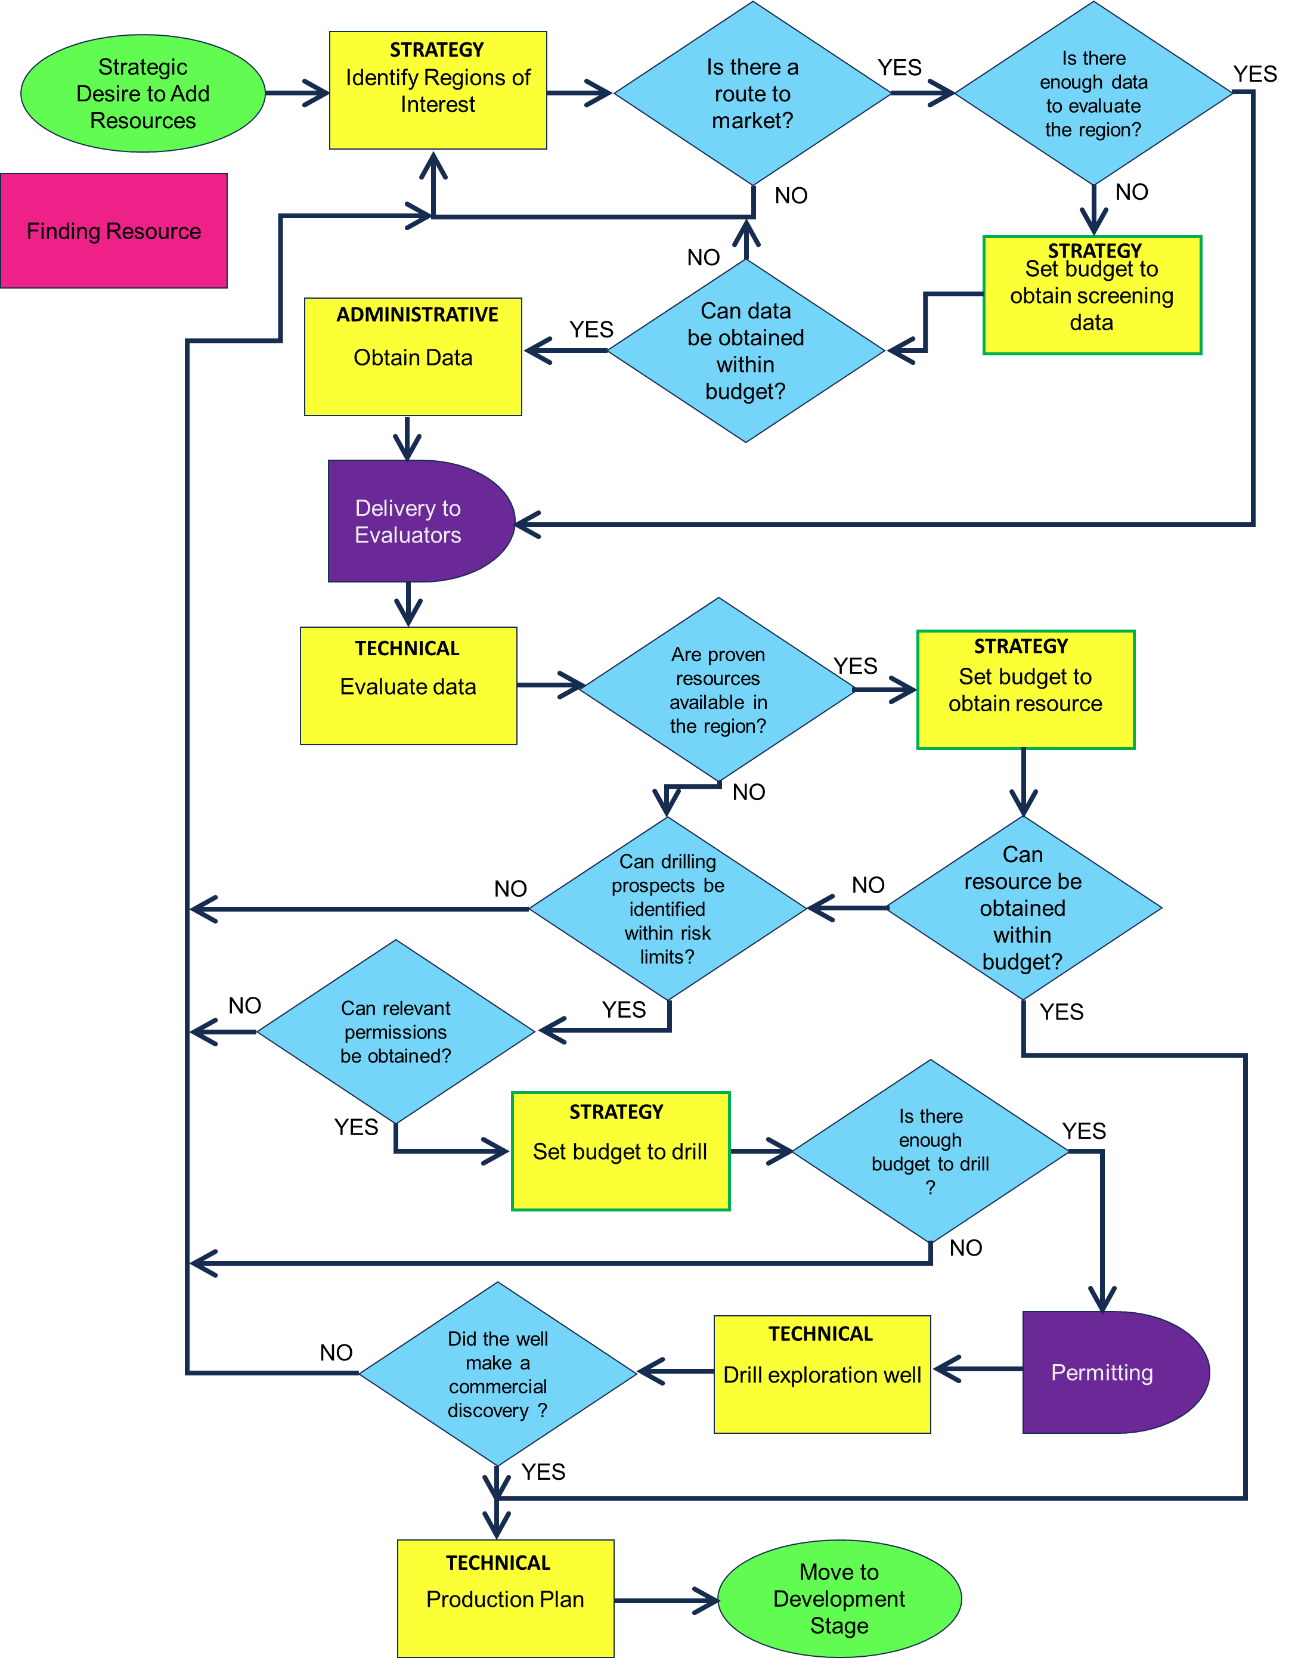 Strategic
Desire to Add
Resources
STRATEGY
Identify Regions of
Interest
Is there a
route to
market?
YES
Is there
enough data
to evaluate
the region?
YES
NO
NO
Finding Resource
STRATEGY
Set budget to
obtain screening
data
NO
Can data
be obtained
within
budget?
YES
ADMINISTRATIVE
Obtain Data
Delivery to
Evaluators
TECHNICAL
Evaluate data
Are proven
resources
available in
the region?
YES
STRATEGY
Set budget to
obtain resource
NO
Can drilling
prospects be
identified
within risk
limits?
NO
NO
Can
resource be
obtained
within
budget?
YES
YES
Can relevant
permissions
be obtained?
NO
YES
STRATEGY
Set budget to drill
Is there
enough
budget to drill
?
YES
NO
Permitting
TECHNICAL
Drill exploration well
Did the well
make a
commercial
discovery ?
NO
YES
TECHNICAL
Production Plan
Move to
Development
Stage